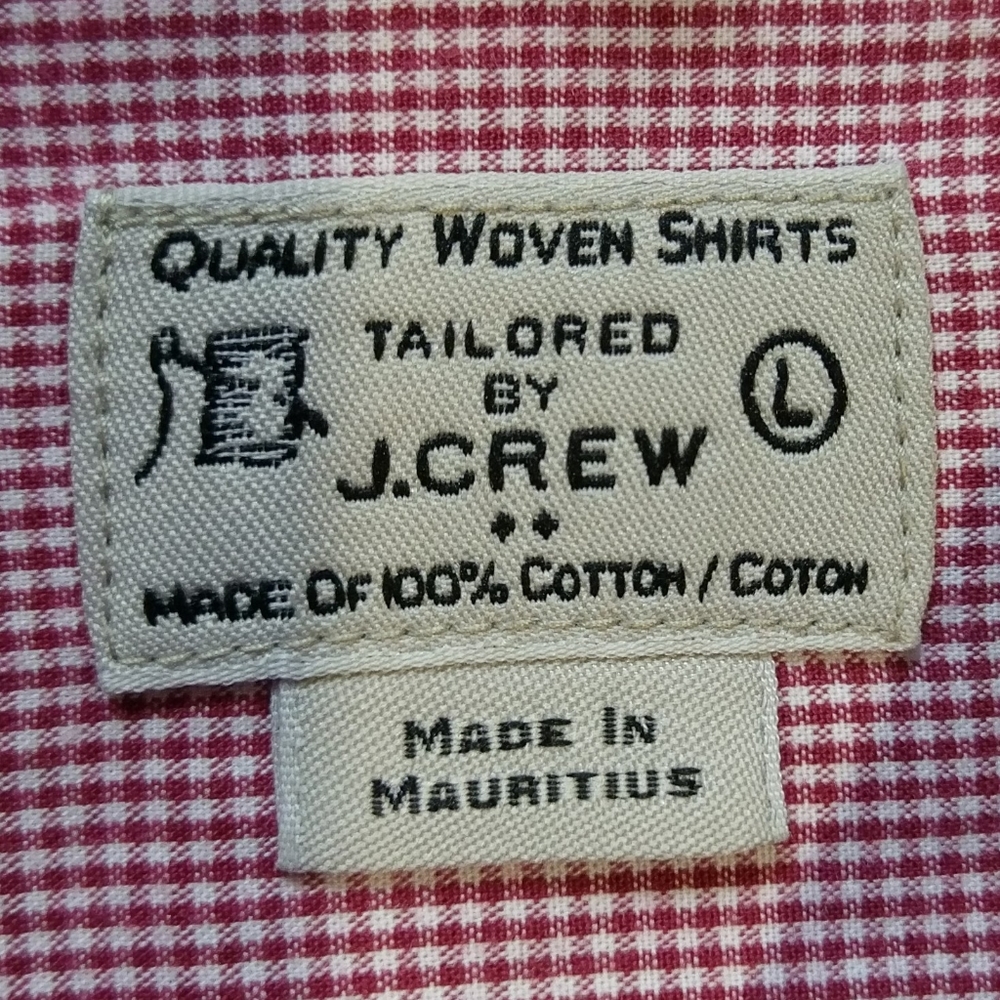 QUALITY WOVEN SHIRTS
TAILORED
BY
J.CREW
L
MADE OF 100% COTTON / COTON
MADE IN
MAURITIUS